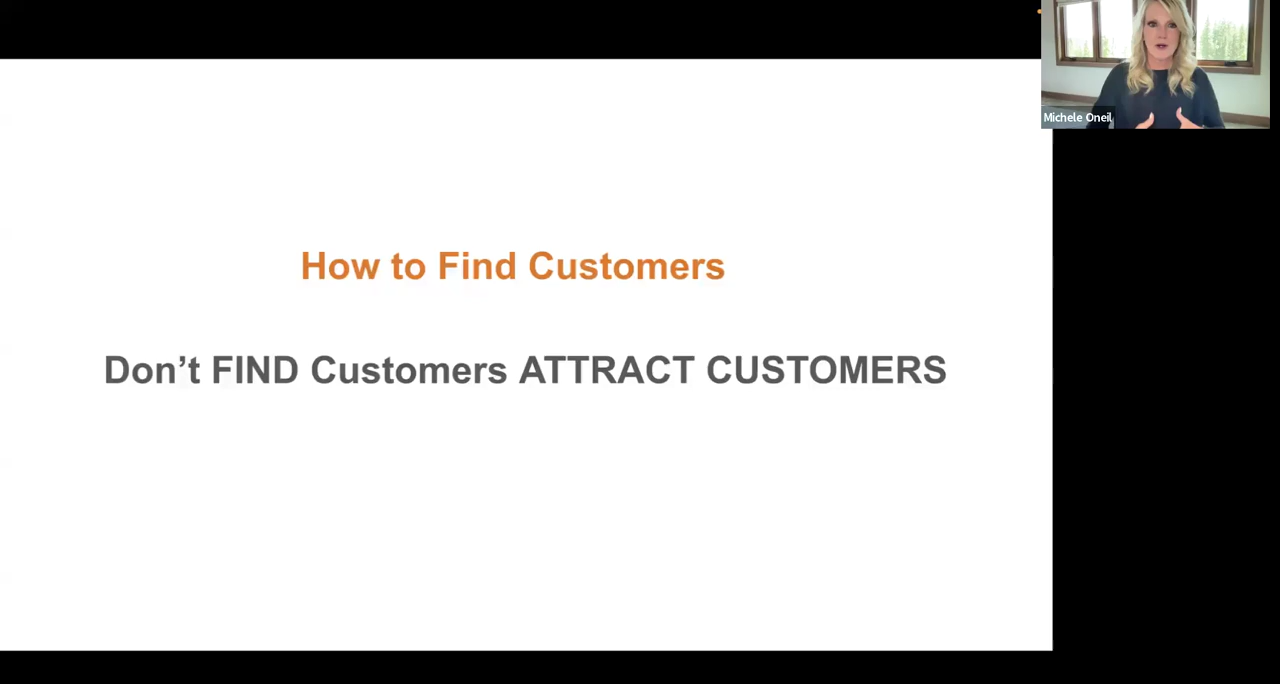 Michele Oneil
How to Find Customers
Don’t FIND Customers ATTRACT CUSTOMERS